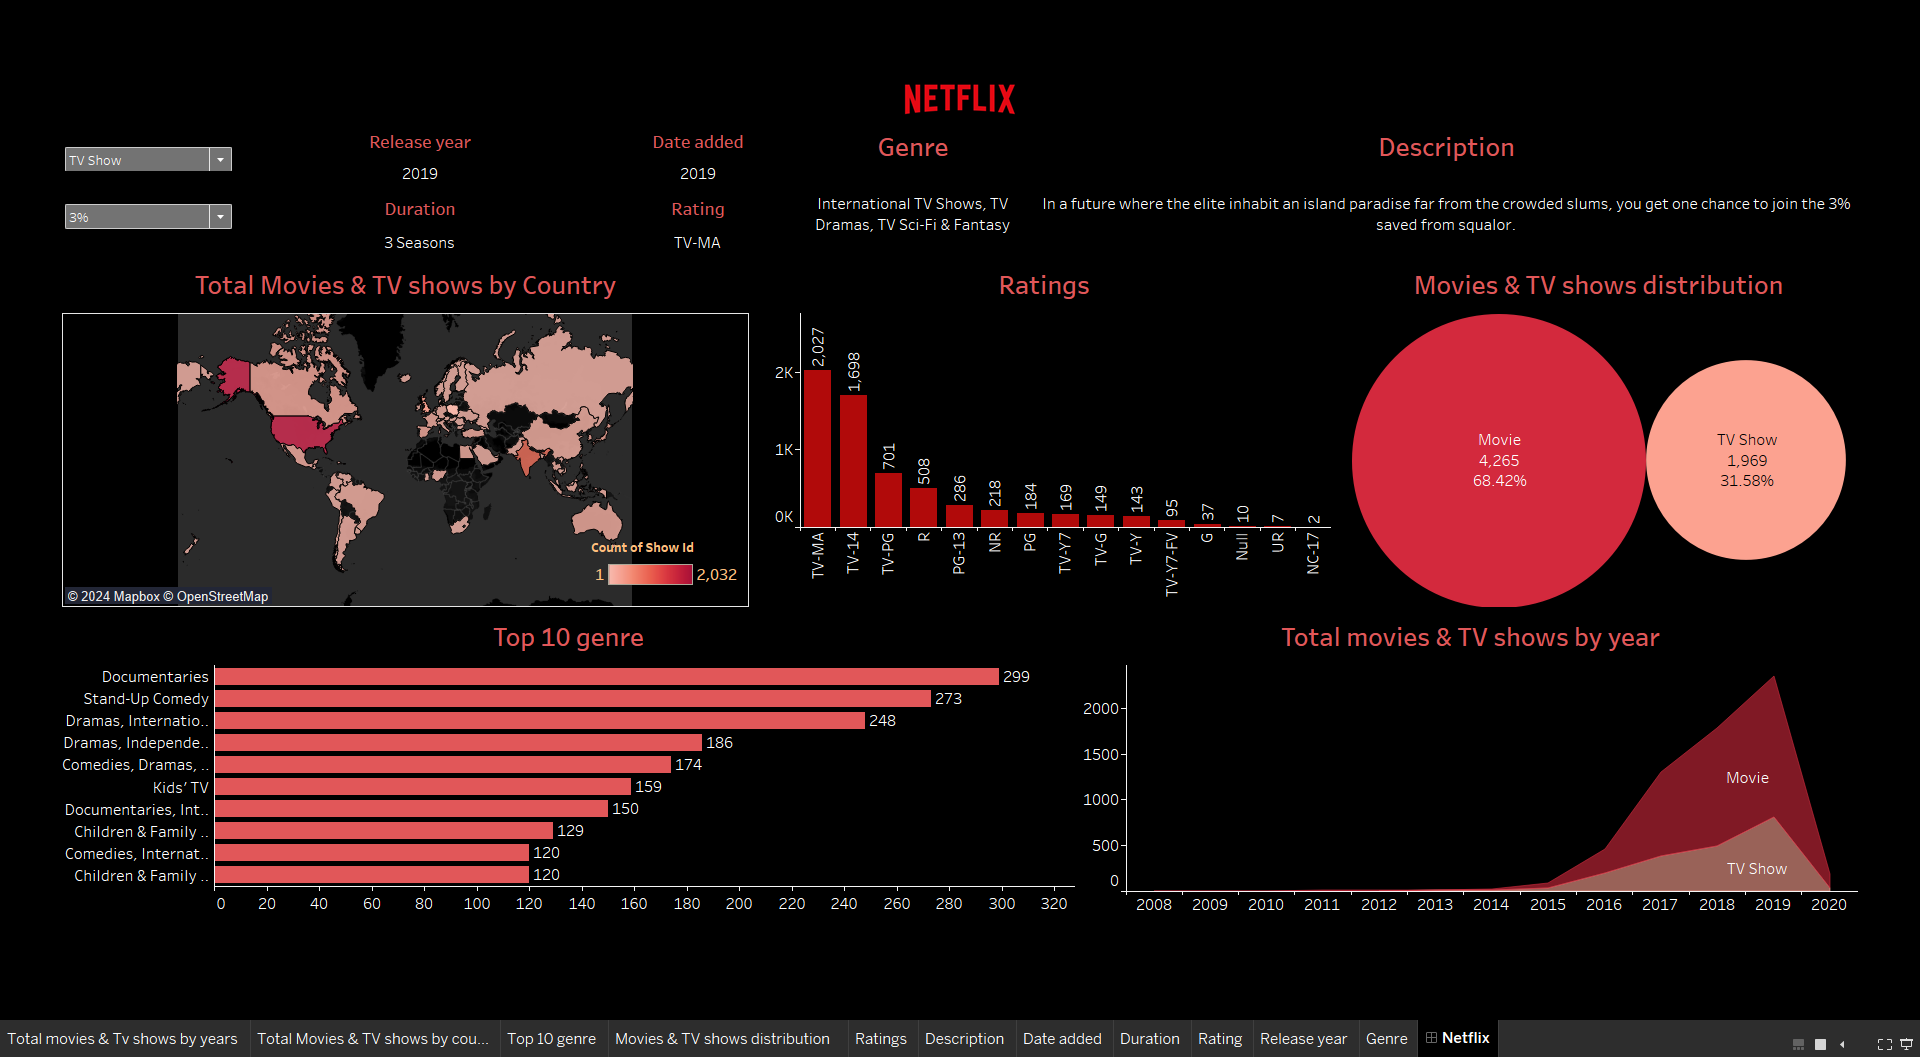 NETFLIX
TV Show
3%
Release year
2019
Duration
3 Seasons
Date added
2019
Rating
TV-MA
Genre
International TV Shows, TV
Dramas, TV Sci-Fi & Fantasy
Description
In a future where the elite inhabit an island paradise far from the crowded slums, you get one chance to join the 3%
saved from squalor.
Total Movies & TV shows by Country
Count of Show Id
1
2,032
© 2024 Mapbox © OpenStreetMap
Ratings
2K
1K
0K
2,027
1,698
701
508
286
218
184
169
149
143
95
37
10
7
2
TV-MA
TV-14
TV-PG
R
PG-13
NR
PG
TV-Y7
TV-G
TV-Y
TV-Y7-FV
G
Null
UR
NC-17
Movies & TV shows distribution
Movie
4,265
68.42%
TV Show
1,969
31.58%
Top 10 genre
Documentaries 299
Stand-Up Comedy 273
Dramas, Internatio.. 248
Dramas, Independe.. 186
Comedies, Dramas, .. 174
Kids' TV 159
Documentaries, Int.. 150
Children & Family .. 129
Comedies, Internat.. 120
Children & Family .. 120
0 20 40 60 80 100 120 140 160 180 200 220 240 260 280 300 320
Total movies & TV shows by year
2000
1500
1000
500
0
Movie
TV Show
2008 2009 2010 2011 2012 2013 2014 2015 2016 2017 2018 2019 2020
Total movies & Tv shows by years
Total Movies & TV shows by cou...
Top 10 genre
Movies & TV shows distribution
Ratings
Description
Date added
Duration
Rating
Release year
Genre
Netflix